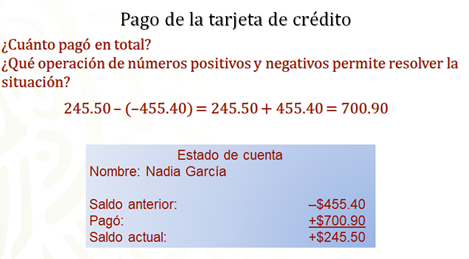 Pago de la tarjeta de crédito
¿Cuánto pagó en total?
¿Qué operación de números positivos y negativos permite resolver la
situación?
245.50 – (–455.40) = 245.50 + 455.40 = 700.90
Estado de cuenta
Nombre: Nadia García
Saldo anterior: –$455.40
Pagó: +$700.90
Saldo actual: +$245.50